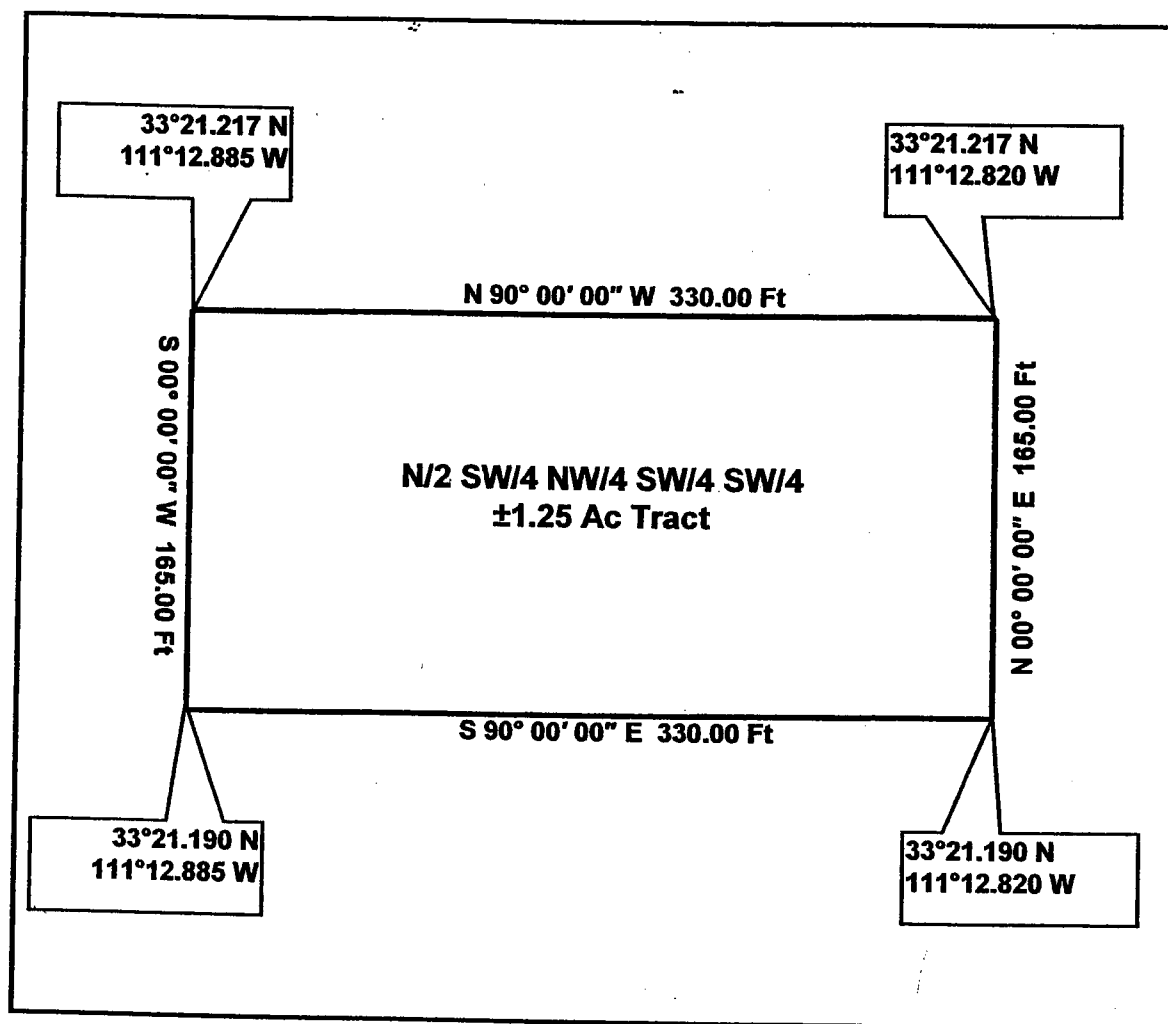 33°21.217 N
111°12.885 W
33°21.217 N
111°12.820 W
N 90° 00' 00" W 330.00 Ft
S 00° 00' 00" W 165.00 Ft
N/2 SW/4 NW/4 SW/4 SW/4
±1.25 Ac Tract
N 00° 00' 00" E 165.00 Ft
S 90° 00' 00" E 330.00 Ft
33°21.190 N
111°12.885 W
33°21.190 N
111°12.820 W